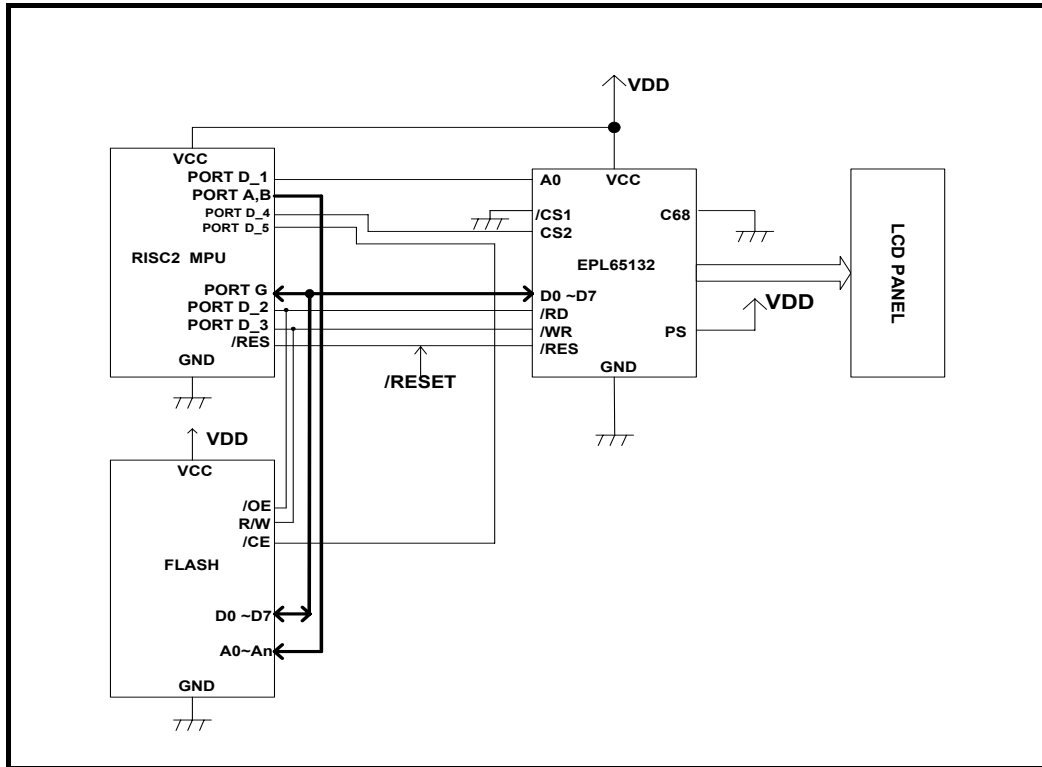 VDD
VCC
PORT D_1
PORT A,B
PORT D_4
PORT D_5
RISC2 MPU
PORT G
PORT D_2
PORT D_3
/RES
GND
A0
VCC
/CS1
C68
CS2
EPL65132
D0 ~D7
/RD
/WR
PS
/RES
GND
VDD
LCD PANEL
/RESET
VDD
VCC
/OE
R/W
/CE
FLASH
D0 ~D7
A0~An
GND